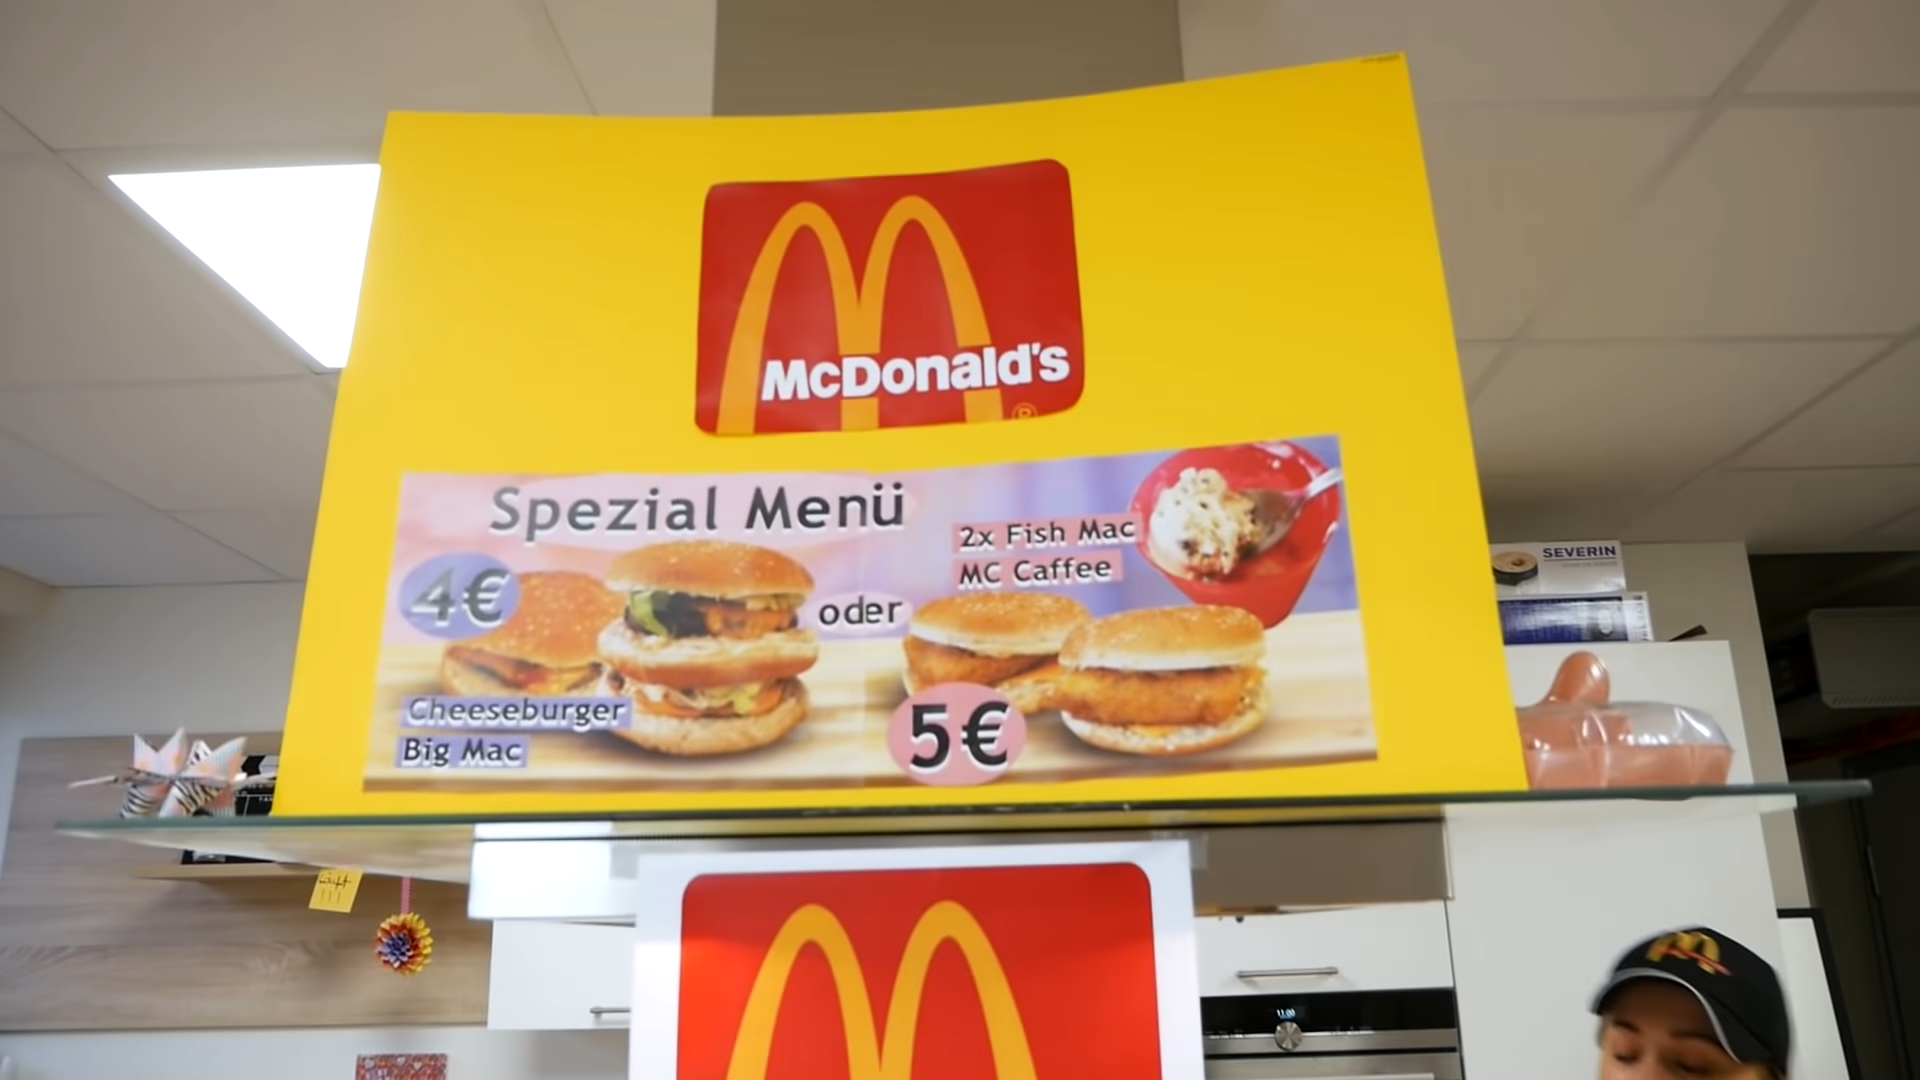 McDonald's
®
Spezial Menü
4€
Cheeseburger
Big Mac
oder
2x Fish Mac
MC Caffee
5€
SEVERIN